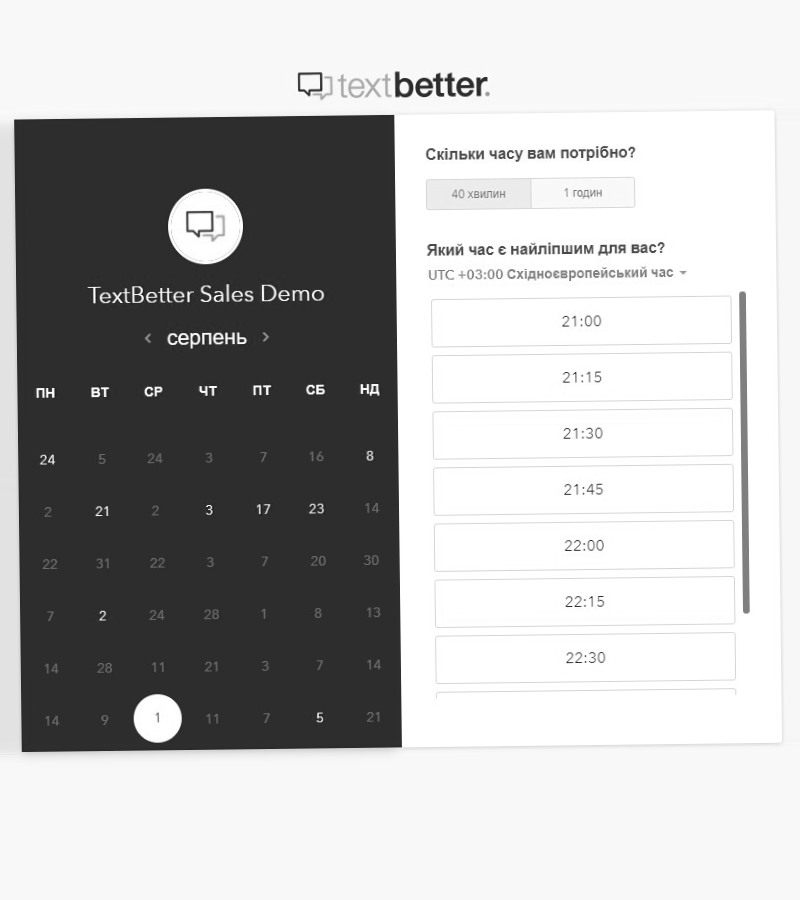 textbetter.
TextBetter Sales Demo
серпень
ПН ВТ СР ЧТ ПТ СБ НД
24 5 24 3 7 16 8
2 21 2 3 17 23 14
22 31 22 3 7 20 30
7 2 24 28 1 8 13
14 28 11 21 3 7 14
14 9 1 11 7 5 21
Скільки часу вам потрібно?
40 хвилин 1 годин
Який час є найліпшим для вас?
UTC +03:00 Східноєвропейський час
21:00
21:15
21:30
21:45
22:00
22:15
22:30